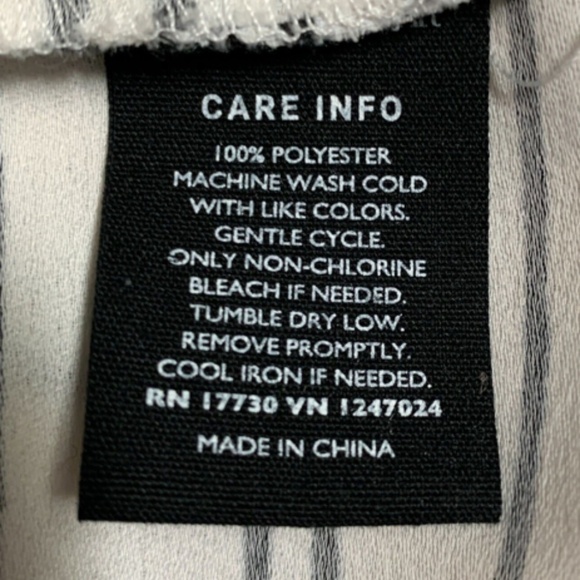 CARE INFO
100% POLYESTER
MACHINE WASH COLD
WITH LIKE COLORS.
GENTLE CYCLE.
ONLY NON-CHLORINE
BLEACH IF NEEDED.
TUMBLE DRY LOW.
REMOVE PROMPTLY.
COOL IRON IF NEEDED.
RN 17730 VN 1247024
MADE IN CHINA